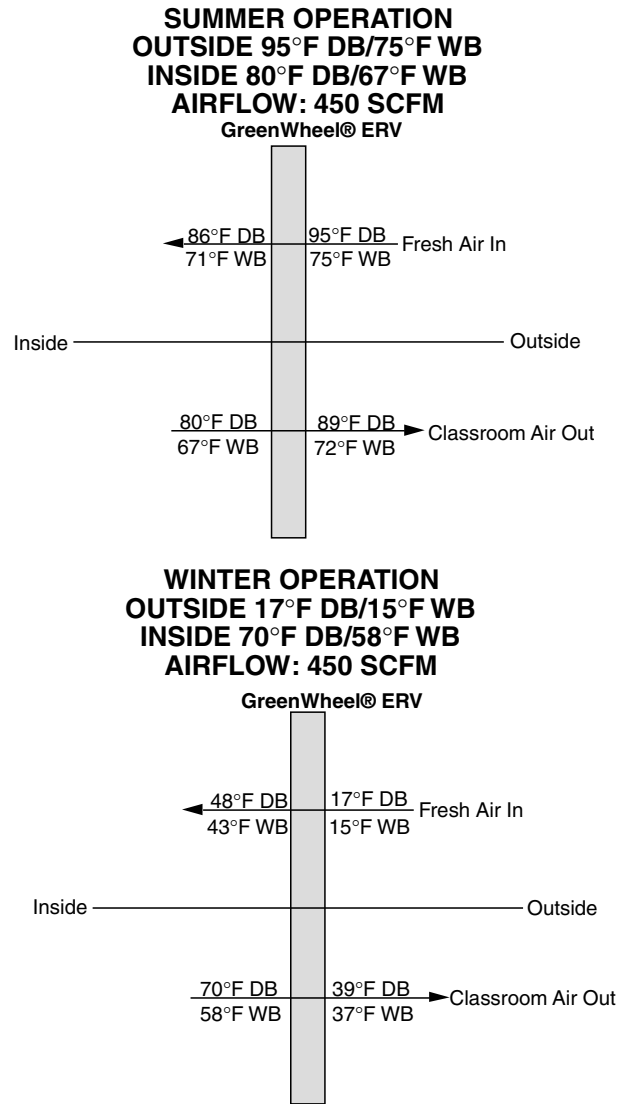 SUMMER OPERATION
OUTSIDE 95°F DB/75°F WB
INSIDE 80°F DB/67°F WB
AIRFLOW: 450 SCFM
GreenWheel® ERV
86°F DB
95°F DB
Fresh Air In
71°F WB
75°F WB
Inside
Outside
80°F DB
89°F DB
Classroom Air Out
67°F WB
72°F WB
WINTER OPERATION
OUTSIDE 17°F DB/15°F WB
INSIDE 70°F DB/58°F WB
AIRFLOW: 450 SCFM
GreenWheel® ERV
48°F DB
17°F DB
Fresh Air In
43°F WB
15°F WB
Inside
Outside
70°F DB
39°F DB
Classroom Air Out
58°F WB
37°F WB